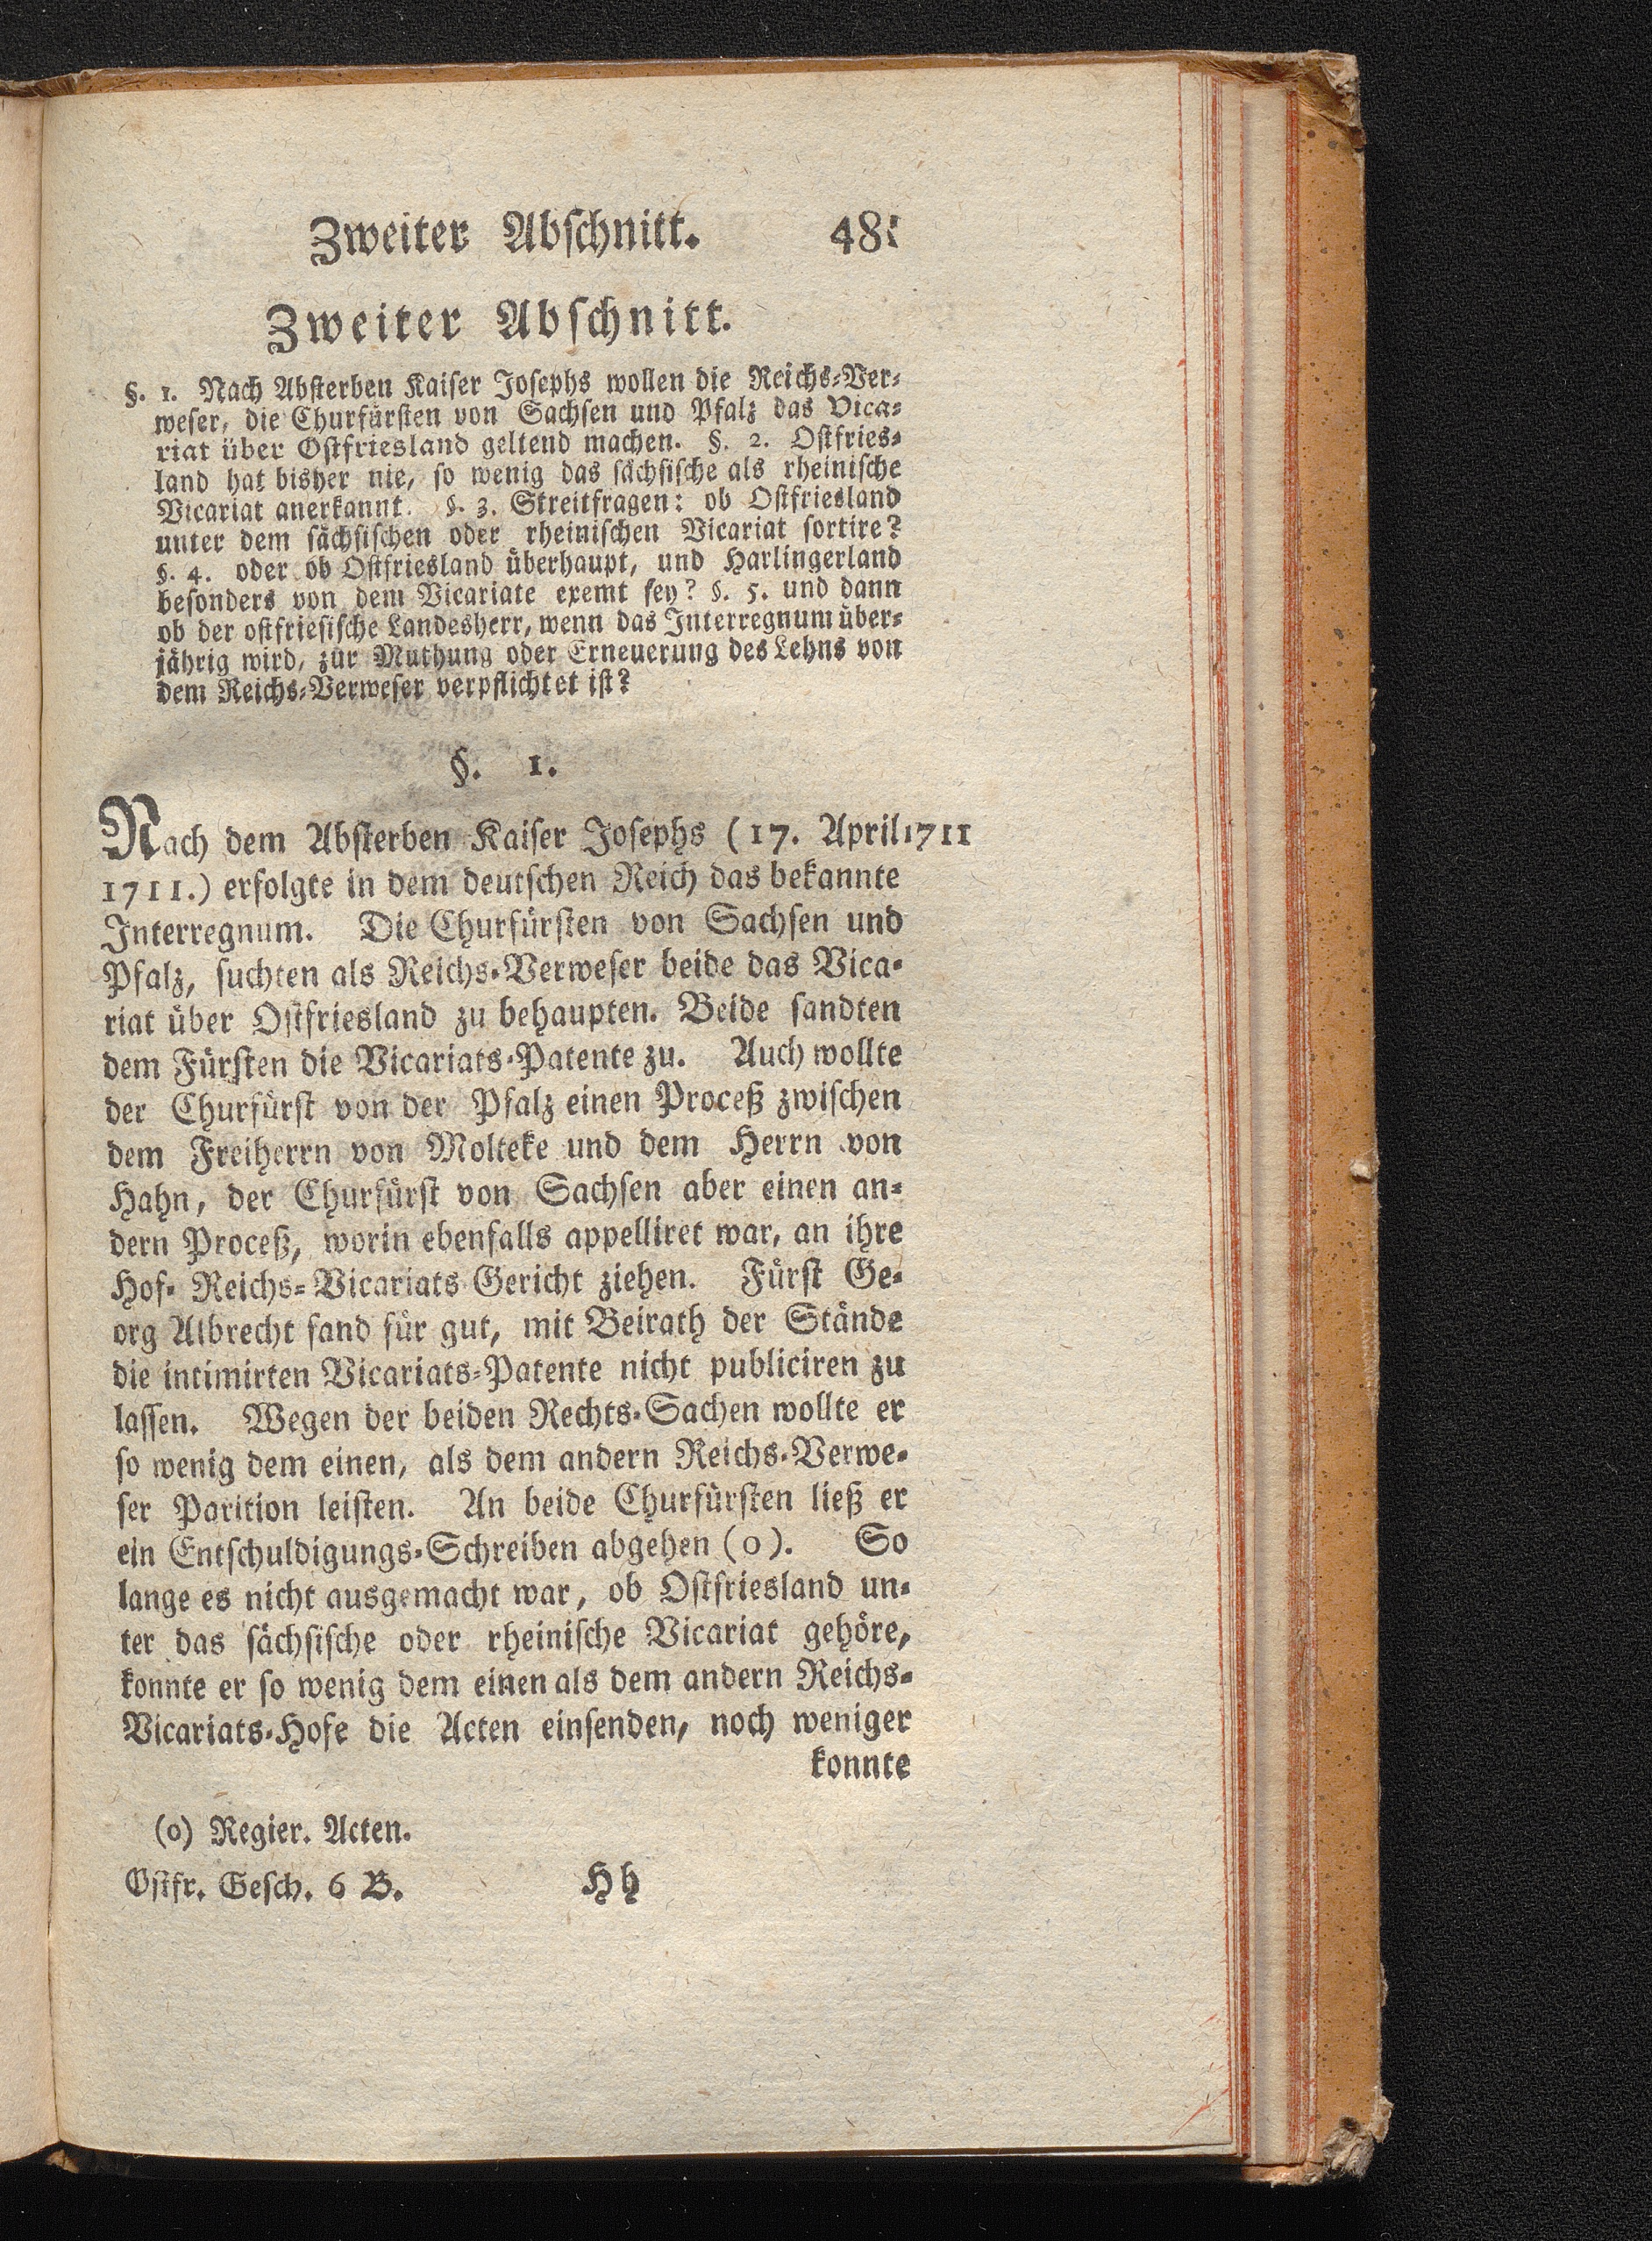 Zweiter Abschnitt. 481
Zweiter Abschnitt.
§. 1. Nach Absterben Kaiser Josephs wollen die Reichs-Ver-
weser, die Churfürsten von Sachsen und Pfalz das Vica-
riat über Ostfriesland geltend machen. §. 2. Ostfries-
land hat bisher nie, so wenig das sächsische als rheinische
Vicariat anerkannt. §. 3. Streitfragen: ob Ostfriesland
unter dem sächsischen oder rheinischen Vicariat sortire?
§. 4. oder ob Ostfriesland überhaupt, und Harlingerland
besonders von dem Vicariate exemt sey? §. 5. und dann
ob der ostfriesische Landesherr, wenn das Interregnum über-
jährig wird, zur Muthung oder Erneuerung des Lehns von
dem Reichs-Verweser verpflichtet ist?
§. 1.
Nach dem Absterben Kaiser Josephs (17. April 1711
1711.) erfolgte in dem deutschen Reich das bekannte
Interregnum. Die Churfürsten von Sachsen und
Pfalz, suchten als Reichs-Verweser beide das Vica-
riat über Ostfriesland zu behaupten. Beide sandten
dem Fürsten die Vicariats-Patente zu. Auch wollte
der Churfürst von der Pfalz einen Proceß zwischen
dem Freiherrn von Molteke und dem Herrn von
Hahn, der Churfürst von Sachsen aber einen an-
dern Proceß, worin ebenfalls appelliret war, an ihre
Hof- Reichs-Vicariats Gericht ziehen. Fürst Ge-
org Albrecht fand für gut, mit Beirath der Stände
die intimirten Vicariats-Patente nicht publiciren zu
lassen. Wegen der beiden Rechts-Sachen wollte er
so wenig dem einen, als dem andern Reichs-Verwe-
ser Parition leisten. An beide Churfürsten ließ er
ein Entschuldigungs-Schreiben abgehen (o). So
lange es nicht ausgemacht war, ob Ostfriesland un-
ter das sächsische oder rheinische Vicariat gehöre,
konnte er so wenig dem einen als dem andern Reichs-
Vicariats-Hofe die Acten einsenden, noch weniger
konnte
(o) Regier. Acten.
Ostfr. Gesch. 6 B. Hh